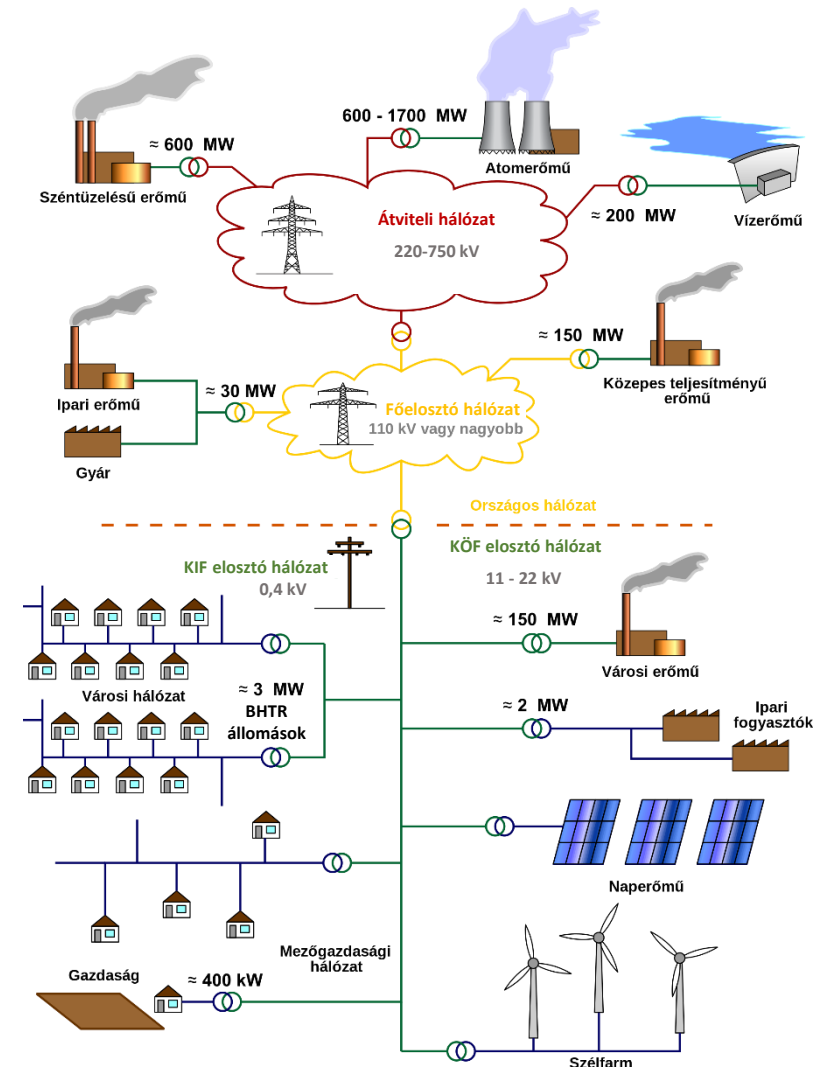 600 - 1700  MW
≈ 600  MW
Atomerőmű
Széntüzelésű erőmű
Átviteli hálózat
≈ 200  MW
Vízerőmű
220-750 kV
≈ 150  MW
Közepes teljesítményű
erőmű
≈ 30 MW
Ipari erőmű
Főelosztó hálózat
110 kV vagy nagyobb
Gyár
Országos hálózat
KIF elosztó hálózat
0,4 kV
KÖF elosztó hálózat
11 - 22 kV
≈ 150  MW
Városi erőmű
Városi hálózat
≈ 3  MW
BHTR
állomások
≈ 2  MW
Ipari
fogyasztók
Naperőmű
Mezőgazdasági
hálózat
Gazdaság
≈ 400 kW
Szélfarm